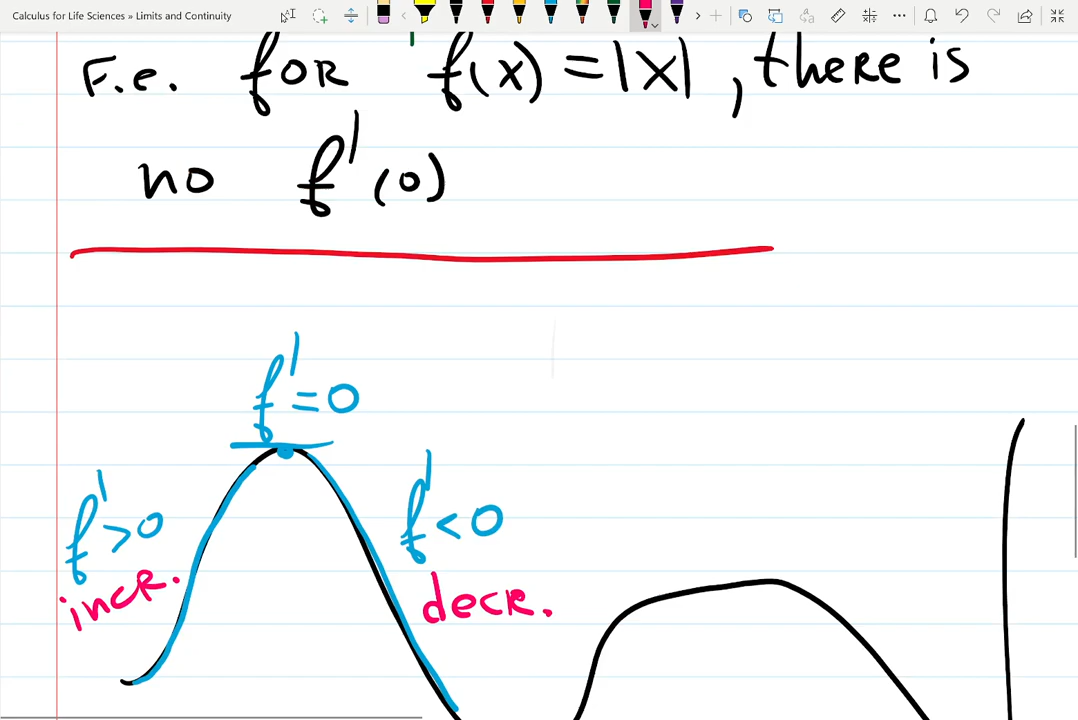 Calculus for Life Sciences » Limits and Continuity
F.e. for f(x) = |x|, there is
no f'(0)
f' = 0
f' > 0
f' < 0
incr.
decr.